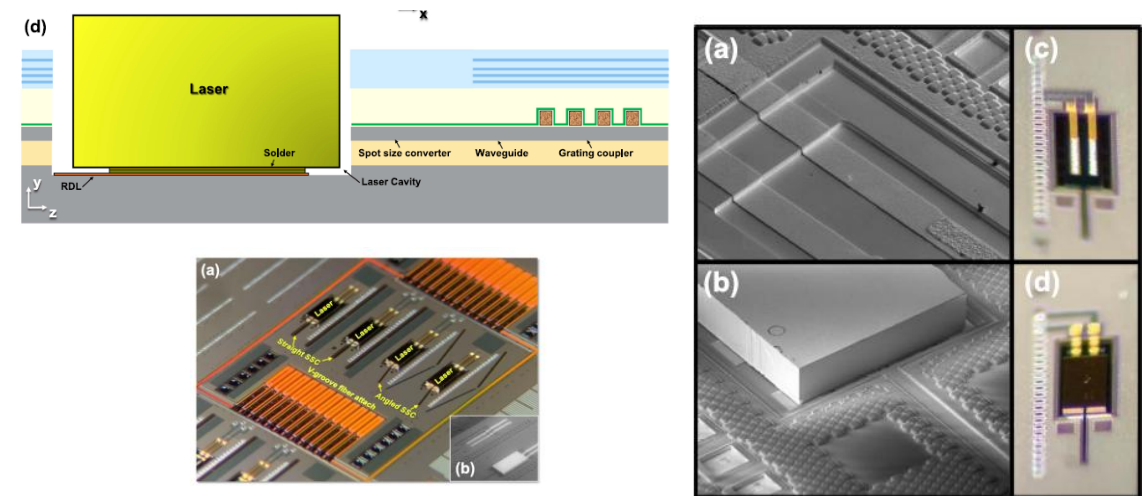 (d)
x
Laser
Solder
RDL
Laser Cavity
y
z
Spot size converter
Waveguide
Grating coupler
(a)
Laser
Laser
Laser
Laser
Straight SSC
V-groove fiber attach
Angled SSC
(b)
(a)
(c)
(b)
(d)